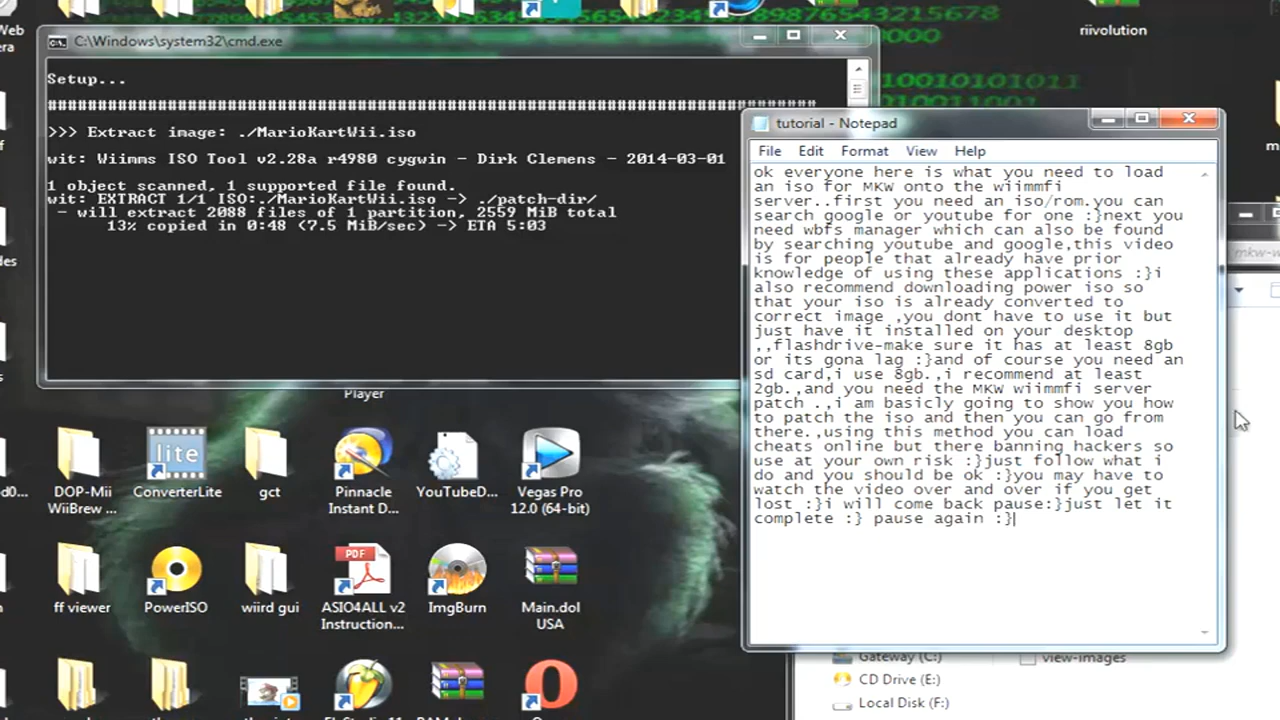 Web
era
f
des
s
riivolution
m
C:\Windows\system32\cmd.exe
Setup...
>>> Extract image: ./MarioKartWii.iso
wit: Wiimms ISO Tool v2.28a r4980 cygwin - Dirk Clemens - 2014-03-01
1 object scanned, 1 supported file found.
wit: EXTRACT 1/1 ISO:./MarioKartWii.iso -> ./patch-dir/
- will extract 2088 files of 1 partition, 2559 MiB total
13% copied in 0:48 (7.5 MiB/sec) -> ETA 5:03
tutorial - Notepad
File Edit Format View Help
ok everyone here is what you need to load
an iso for MKW onto the wiimmfi
server..first you need an iso/rom.you can
search google or youtube for one :}next you
need wbfs manager which can also be found
by searching youtube and google,this video
is for people that already have prior
knowledge of using these applications :}i
also recommend downloading power iso so
that your iso is already converted to
correct image ,you dont have to use it but
just have it installed on your desktop
,,flashdrive-make sure it has at least 8gb
or its gona lag :}and of course you need an
sd card,i use 8gb.,i recommend at least
2gb.,and you need the MKW wiimmfi server
patch .,i am basicly going to show you how
to patch the iso and then you can go from
there.,using this method you can load
cheats online but there banning hackers so
use at your own risk :}just follow what i
do and you should be ok :}you may have to
watch the video over and over if you get
lost :}i will come back pause:}just let it
complete :} pause again :}
mkw-w
Player
lite
d0...
DOP-Mii
WiiBrew ...
ConverterLite
gct
Pinnacle
Instant D...
YouTubeD...
Vegas Pro
12.0 (64-bit)
PDF
ff viewer
PowerISO
wiird gui
ASIO4ALL v2
Instruction...
ImgBurn
Main.dol
USA
Gateway (C:)
CD Drive (E:)
Local Disk (F:)
view-images